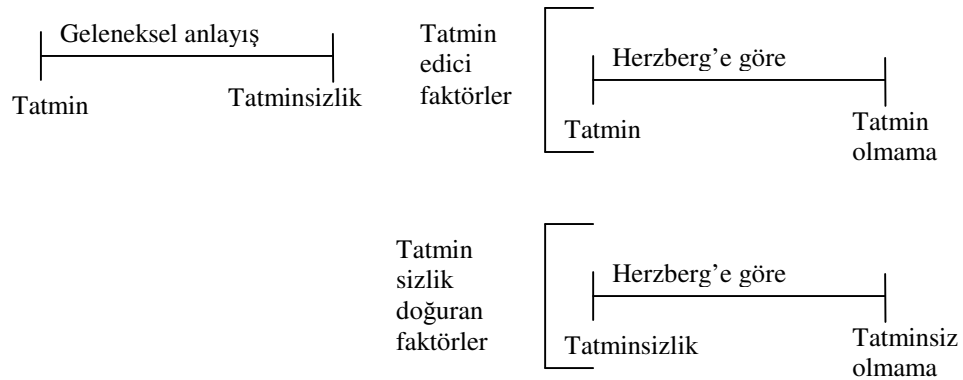 Geleneksel anlayış
Tatmin
Tatminsizlik
Tatmin
edici
faktörler
Herzberg’e göre
Tatmin
Tatmin
olmama
Tatmin
sizlik
doğuran
faktörler
Herzberg’e göre
Tatminsizlik
Tatminsiz
olmama